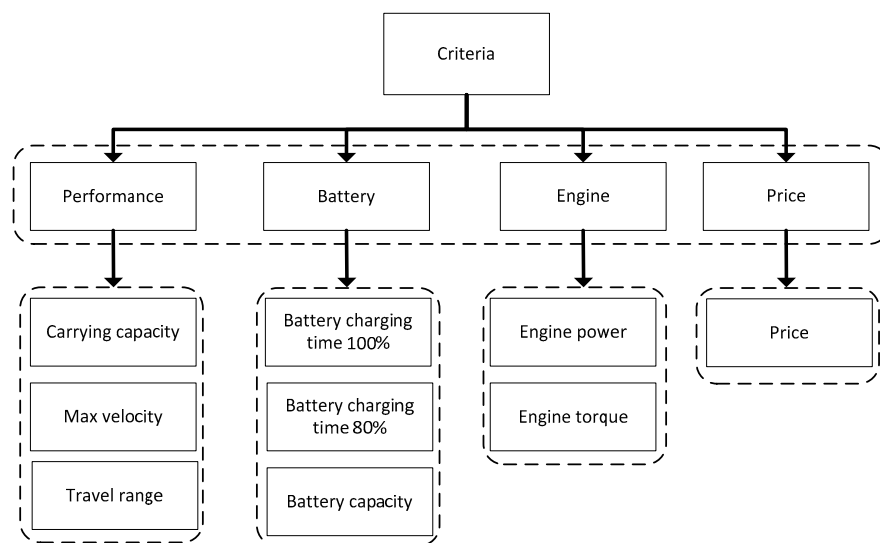 Criteria
Performance
Battery
Engine
Price
Carrying capacity
Max velocity
Travel range
Battery charging
time 100%
Battery charging
time 80%
Battery capacity
Engine power
Engine torque
Price